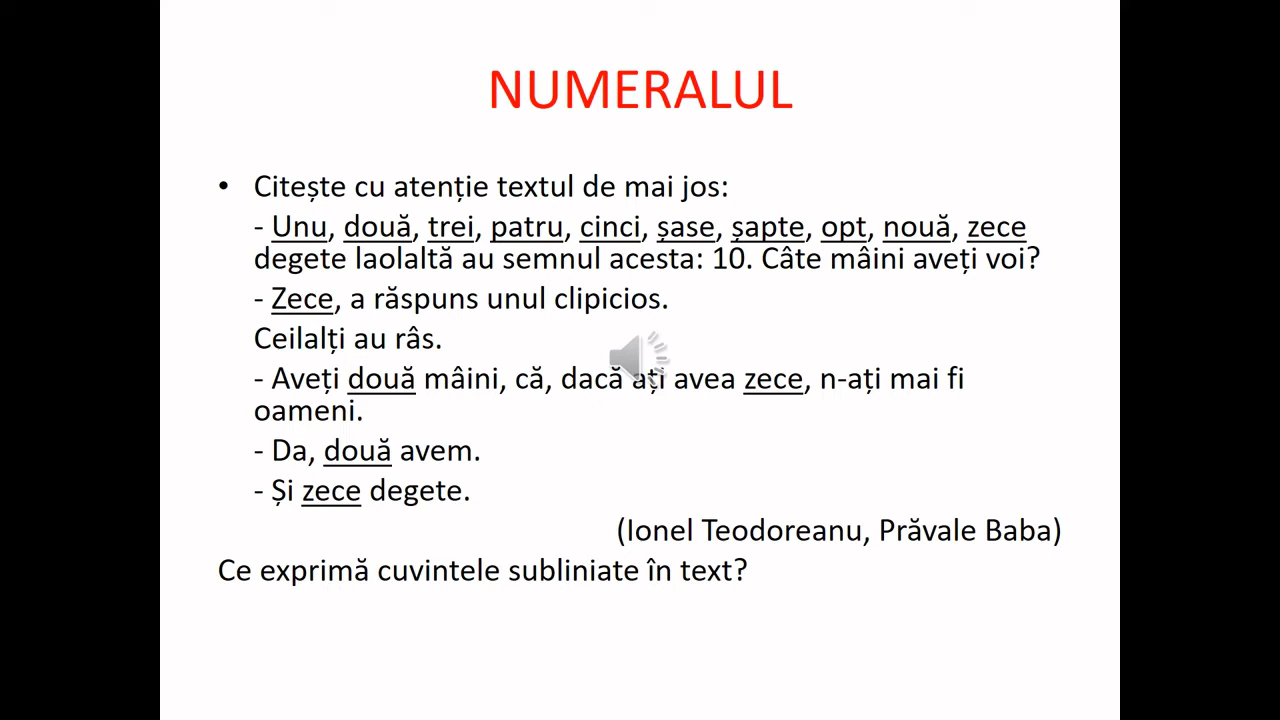 NUMERALUL
• Citește cu atenție textul de mai jos:
- Unu, două, trei, patru, cinci, șase, șapte, opt, nouă, zece
degete laolaltă au semnul acesta: 10. Câte mâini aveți voi?
- Zece, a răspuns unul clipicios.
Ceilalți au râs.
- Aveți două mâini, că, dacă ați avea zece, n-ați mai fi
oameni.
- Da, două avem.
- Și zece degete.
(Ionel Teodoreanu, Prăvale Baba)
Ce exprimă cuvintele subliniate în text?